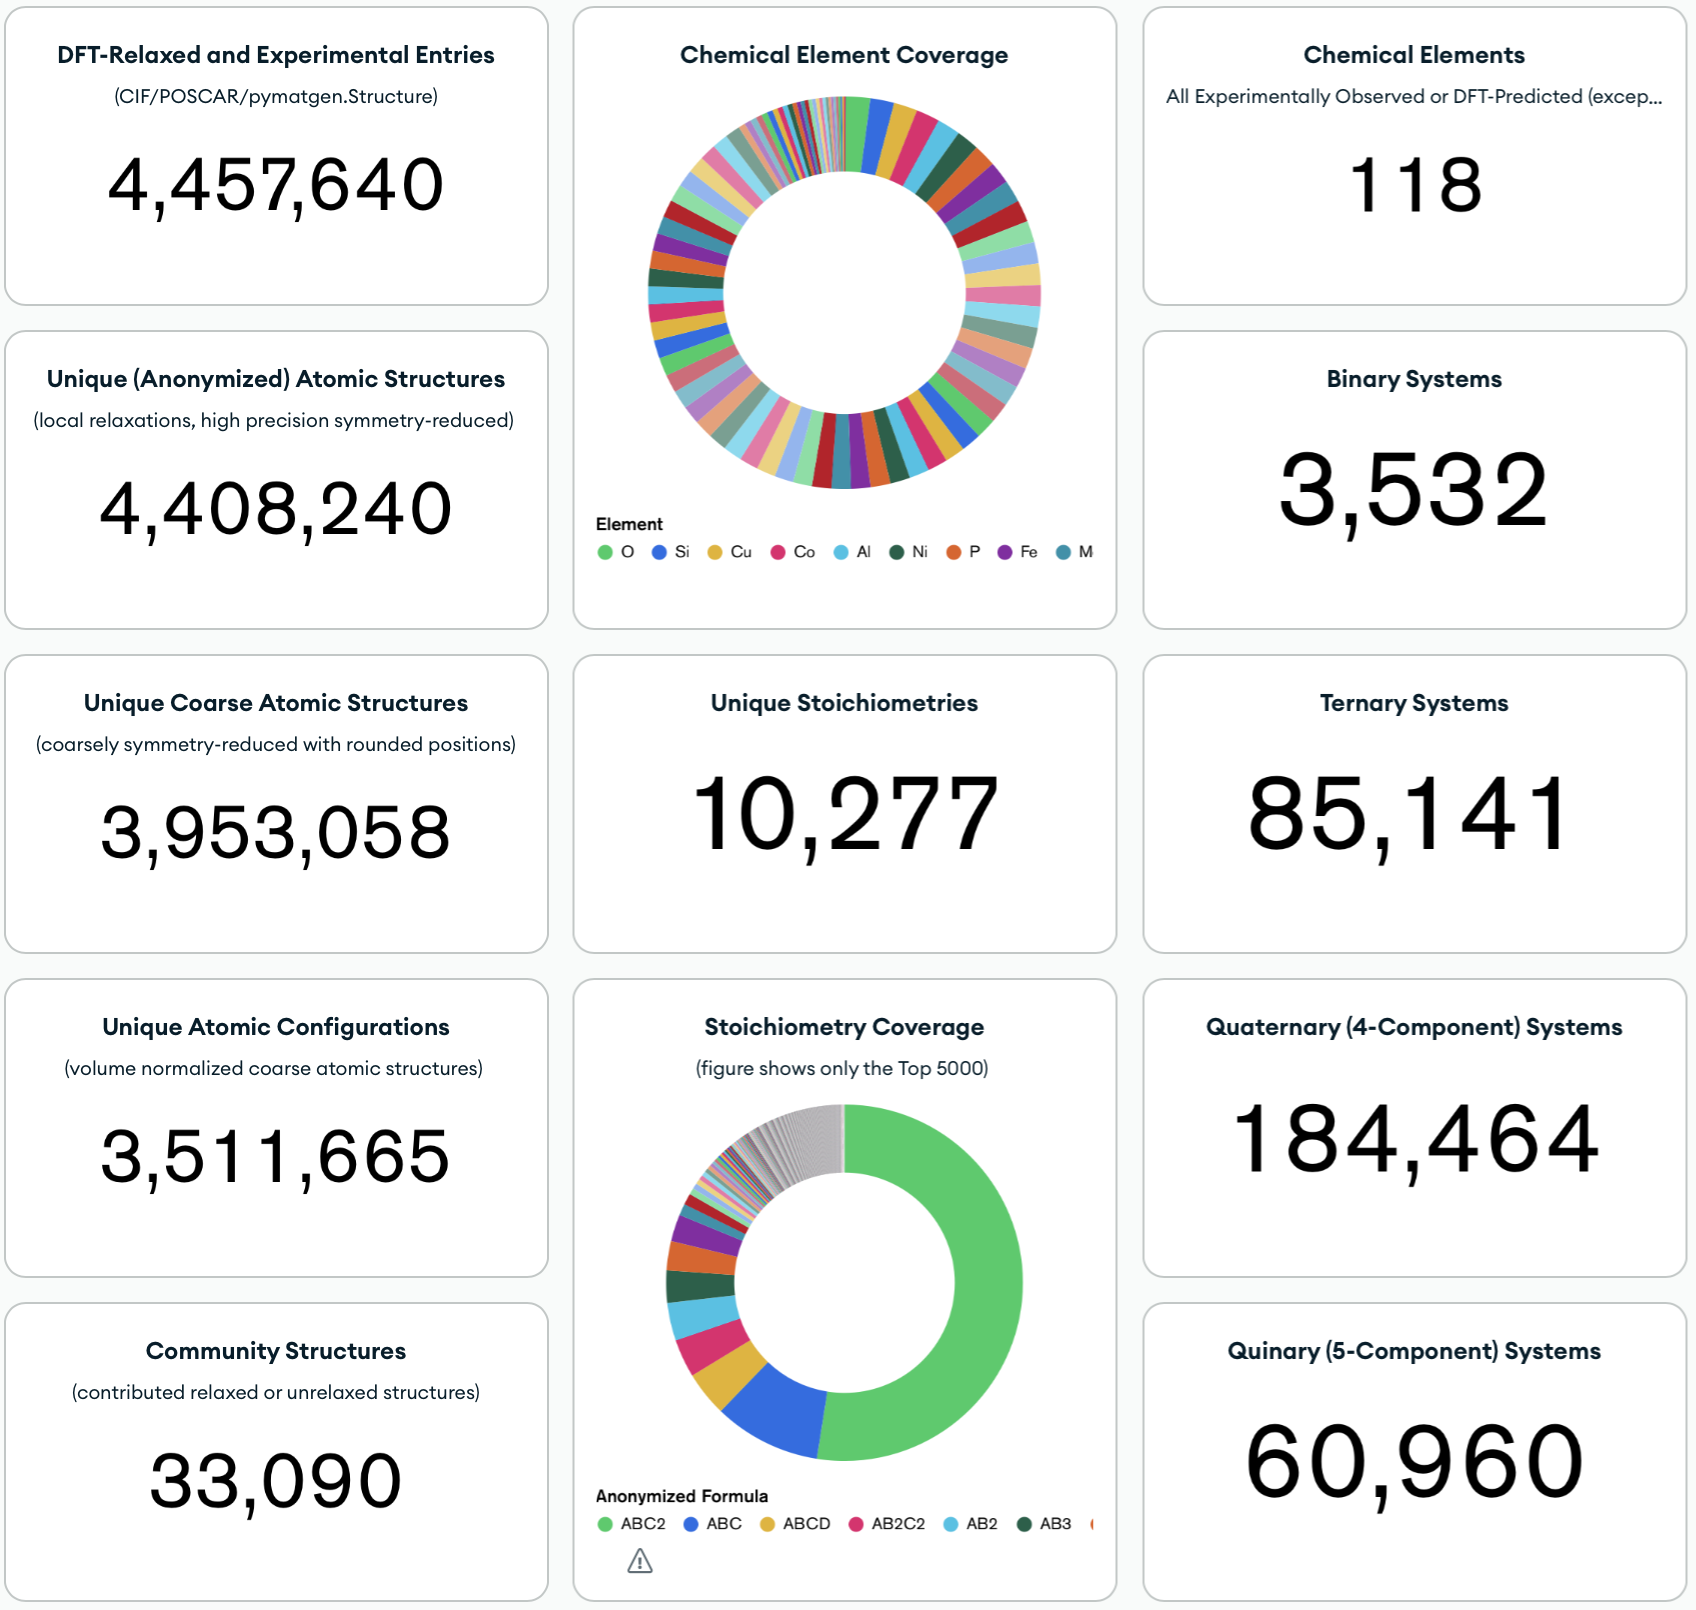 DFT-Relaxed and Experimental Entries
(CIF/POSCAR/pymatgen.Structure)
4,457,640
Chemical Element Coverage
Element
O Si Cu Co Al Ni P Fe
Chemical Elements
All Experimentally Observed or DFT-Predicted (excep...
118
Unique (Anonymized) Atomic Structures
(local relaxations, high precision symmetry-reduced)
4,408,240
Binary Systems
3,532
Unique Coarse Atomic Structures
(coarsely symmetry-reduced with rounded positions)
3,953,058
Unique Stoichiometries
10,277
Ternary Systems
85,141
Unique Atomic Configurations
(volume normalized coarse atomic structures)
3,511,665
Stoichiometry Coverage
(figure shows only the Top 5000)
Anonymized Formula
ABC2 ABC ABCD AB2C2 AB2 AB3
Quaternary (4-Component) Systems
184,464
Community Structures
(contributed relaxed or unrelaxed structures)
33,090
Quinary (5-Component) Systems
60,960